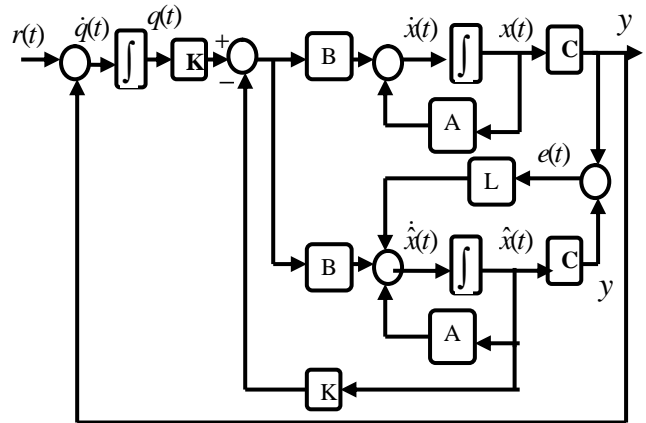 r(t)
q̇(t)
∫
q(t)
K
+
−
B
ẋ(t)
∫
x(t)
C
y
A
e(t)
L
B
x̂̇(t)
∫
x̂(t)
C
y
A
K